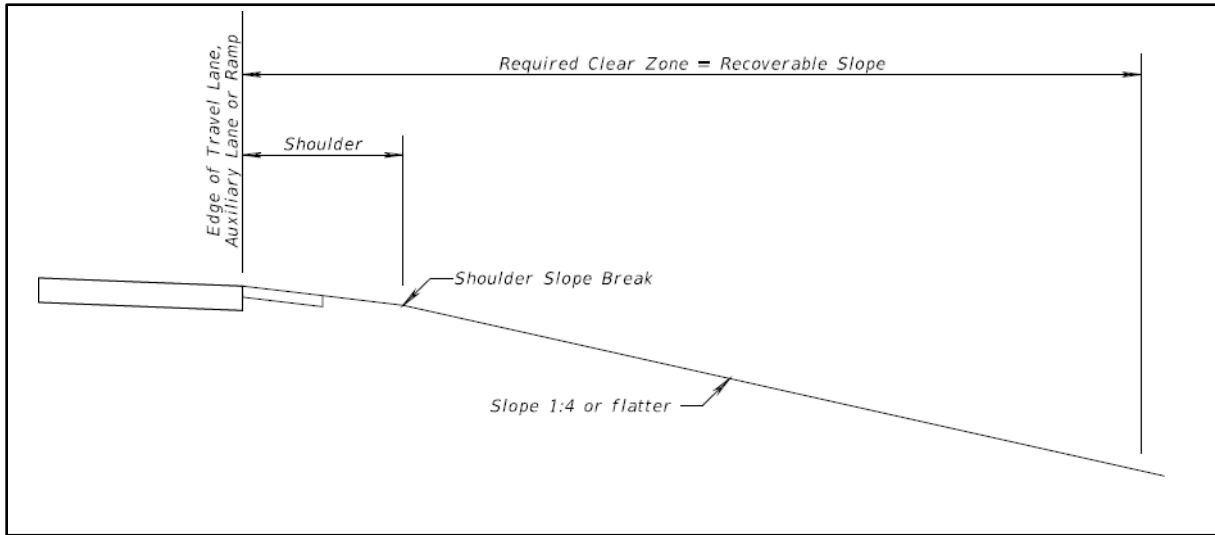 Edge of Travel Lane,
Auxiliary Lane or Ramp
Required Clear Zone = Recoverable Slope
Shoulder
Shoulder Slope Break
Slope 1:4 or flatter